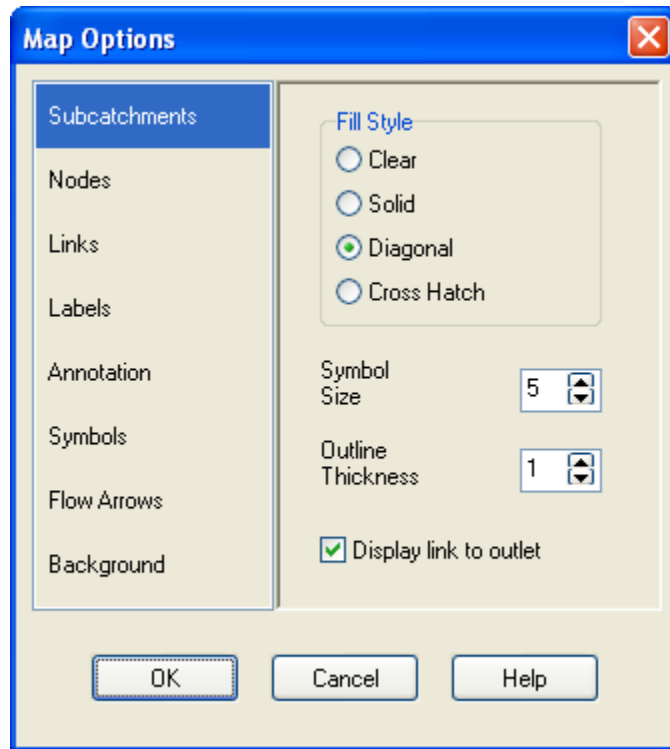 Map Options
Subcatchments
Nodes
Links
Labels
Annotation
Symbols
Flow Arrows
Background
Fill Style
Clear
Solid
Diagonal
Cross Hatch
Symbol
Size
5
Outline
Thickness
1
Display link to outlet
OK
Cancel
Help